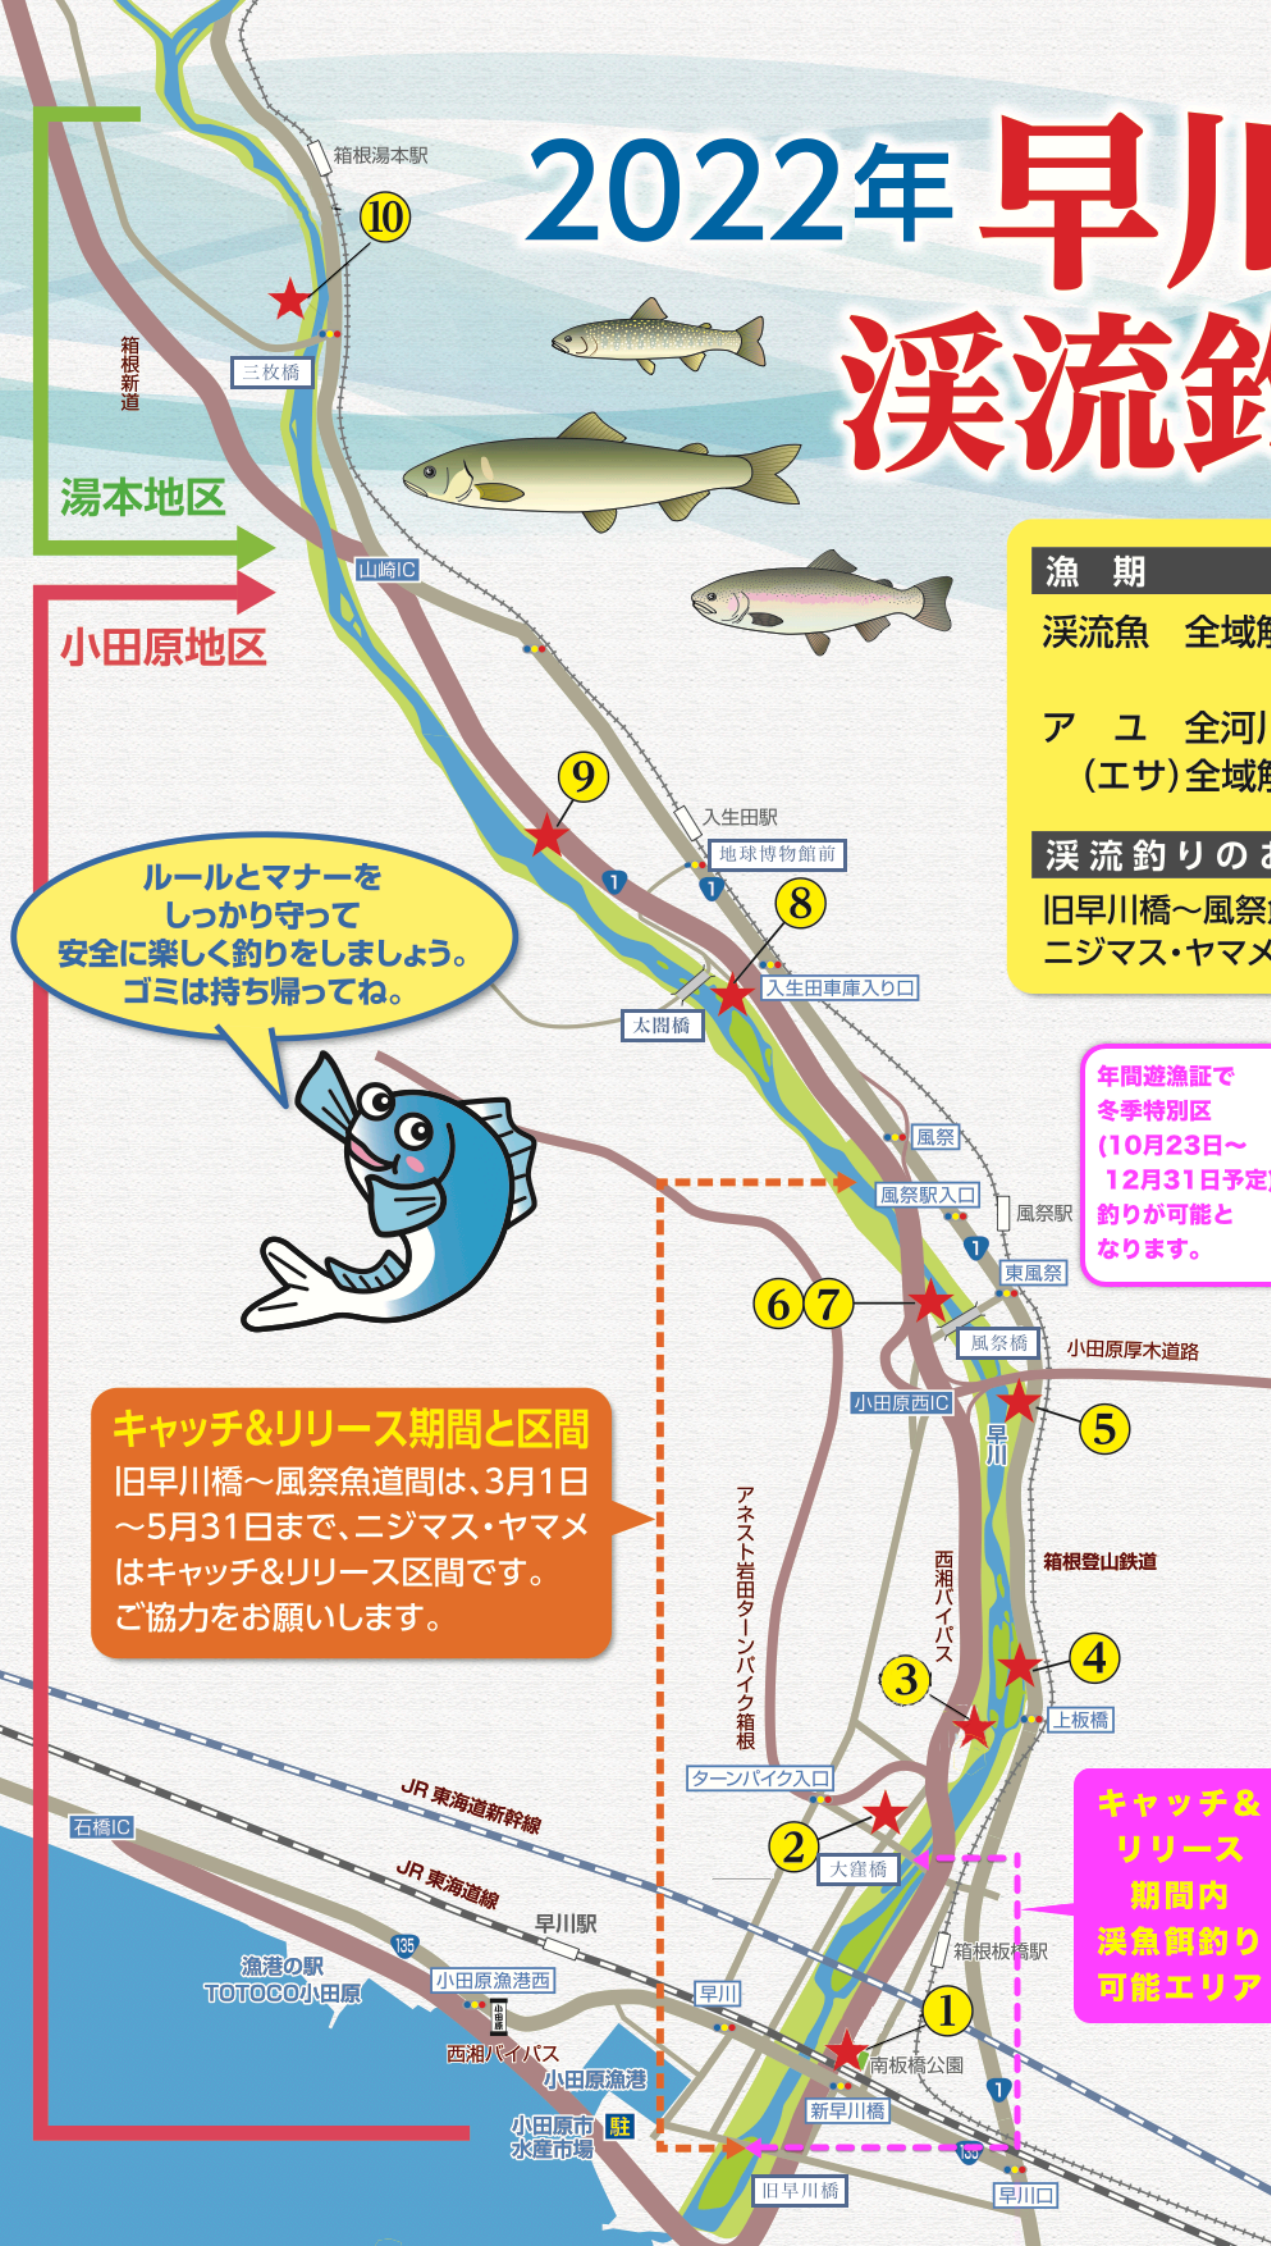 2022年 早川
渓流釣
箱根湯本駅
⑩
箱根新道
三枚橋
湯本地区
小田原地区
山崎IC
漁 期
渓流魚 全域解
ア ユ 全河川
(エサ)全域解
渓流釣りのお
旧早川橋〜風祭魚
ニジマス・ヤマメ
⑨
入生田駅
地球博物館前
1
1
⑧
入生田車庫入り口
太閤橋
ルールとマナーを
しっかり守って
安全に楽しく釣りをしましょう。
ゴミは持ち帰ってね。
年間遊漁証で
冬季特別区
(10月23日〜
12月31日予定)
釣りが可能と
なります。
風祭
風祭駅入口
風祭駅
1
東風祭
⑥⑦
風祭橋
小田原厚木道路
小田原西IC
⑤
早川
キャッチ&リリース期間と区間
旧早川橋〜風祭魚道間は、3月1日
〜5月31日まで、ニジマス・ヤマメ
はキャッチ&リリース区間です。
ご協力をお願いします。
アネスト岩田ターンパイク箱根
西湘バイパス
箱根登山鉄道
④
③
上板橋
ターンパイク入口
②
大窪橋
キャッチ&
リリース
期間内
渓魚餌釣り
可能エリア
JR 東海道新幹線
JR 東海道線
石橋IC
早川駅
135
漁港の駅
TOTOCO小田原
小田原漁港西
小田原
西湘バイパス
早川
箱根板橋駅
①
南板橋公園
小田原漁港
新早川橋
1
小田原市
水産市場
駐
135
旧早川橋
早川口